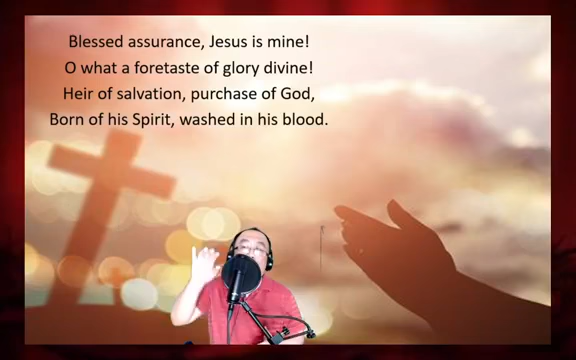 Blessed assurance, Jesus is mine!
O what a foretaste of glory divine!
Heir of salvation, purchase of God,
Born of his Spirit, washed in his blood.